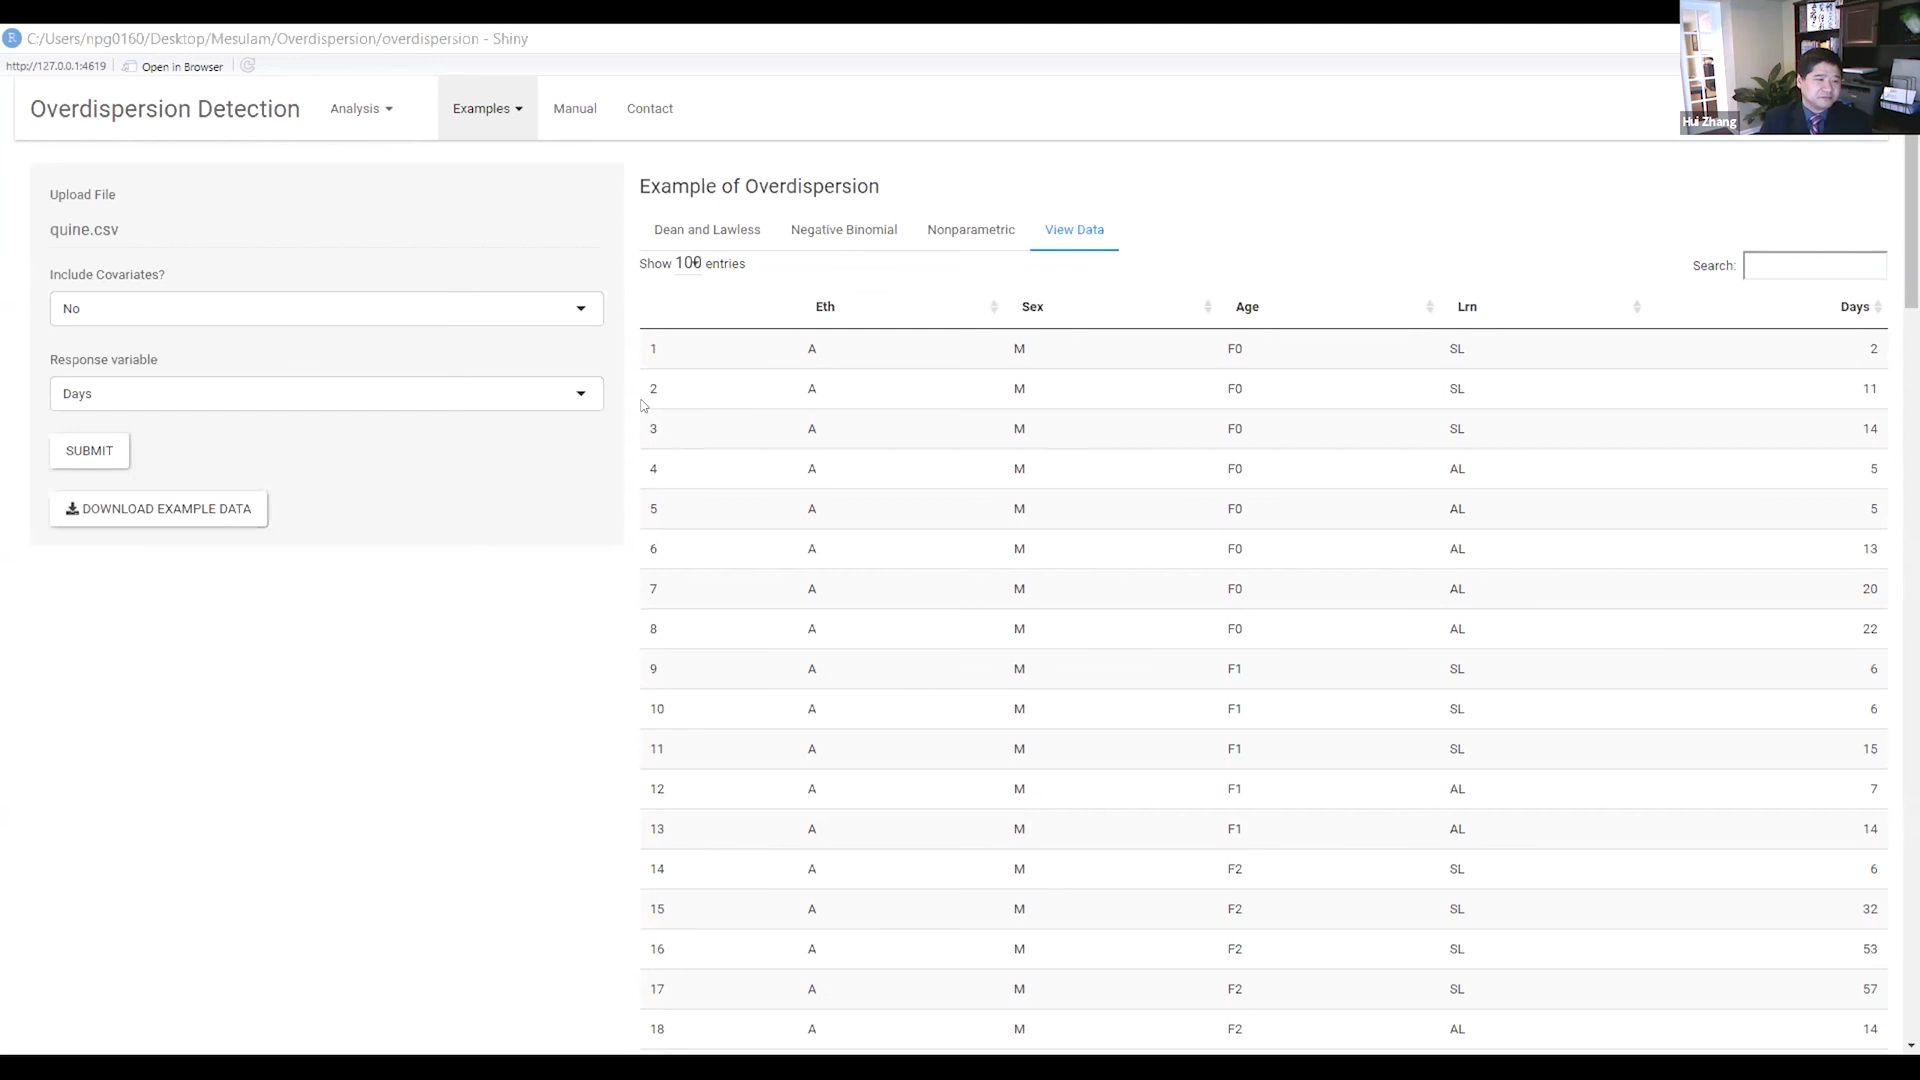 C:/Users/npg0160/Desktop/Mesulam/Overdispersion/overdispersion - Shiny
http://127.0.0.1:4619 Open in Browser
Hui Zhang
Overdispersion Detection Analysis Examples Manual Contact
Upload File
quine.csv
Include Covariates?
No
Response variable
Days
SUBMIT
DOWNLOAD EXAMPLE DATA
Example of Overdispersion
Dean and Lawless Negative Binomial Nonparametric View Data
Show 100 entries Search:
Eth Sex Age Lrn Days
1 A M F0 SL 2
2 A M F0 SL 11
3 A M F0 SL 14
4 A M F0 AL 5
5 A M F0 AL 5
6 A M F0 AL 13
7 A M F0 AL 20
8 A M F0 AL 22
9 A M F1 SL 6
10 A M F1 SL 6
11 A M F1 SL 15
12 A M F1 AL 7
13 A M F1 AL 14
14 A M F2 SL 6
15 A M F2 SL 32
16 A M F2 SL 53
17 A M F2 SL 57
18 A M F2 AL 14